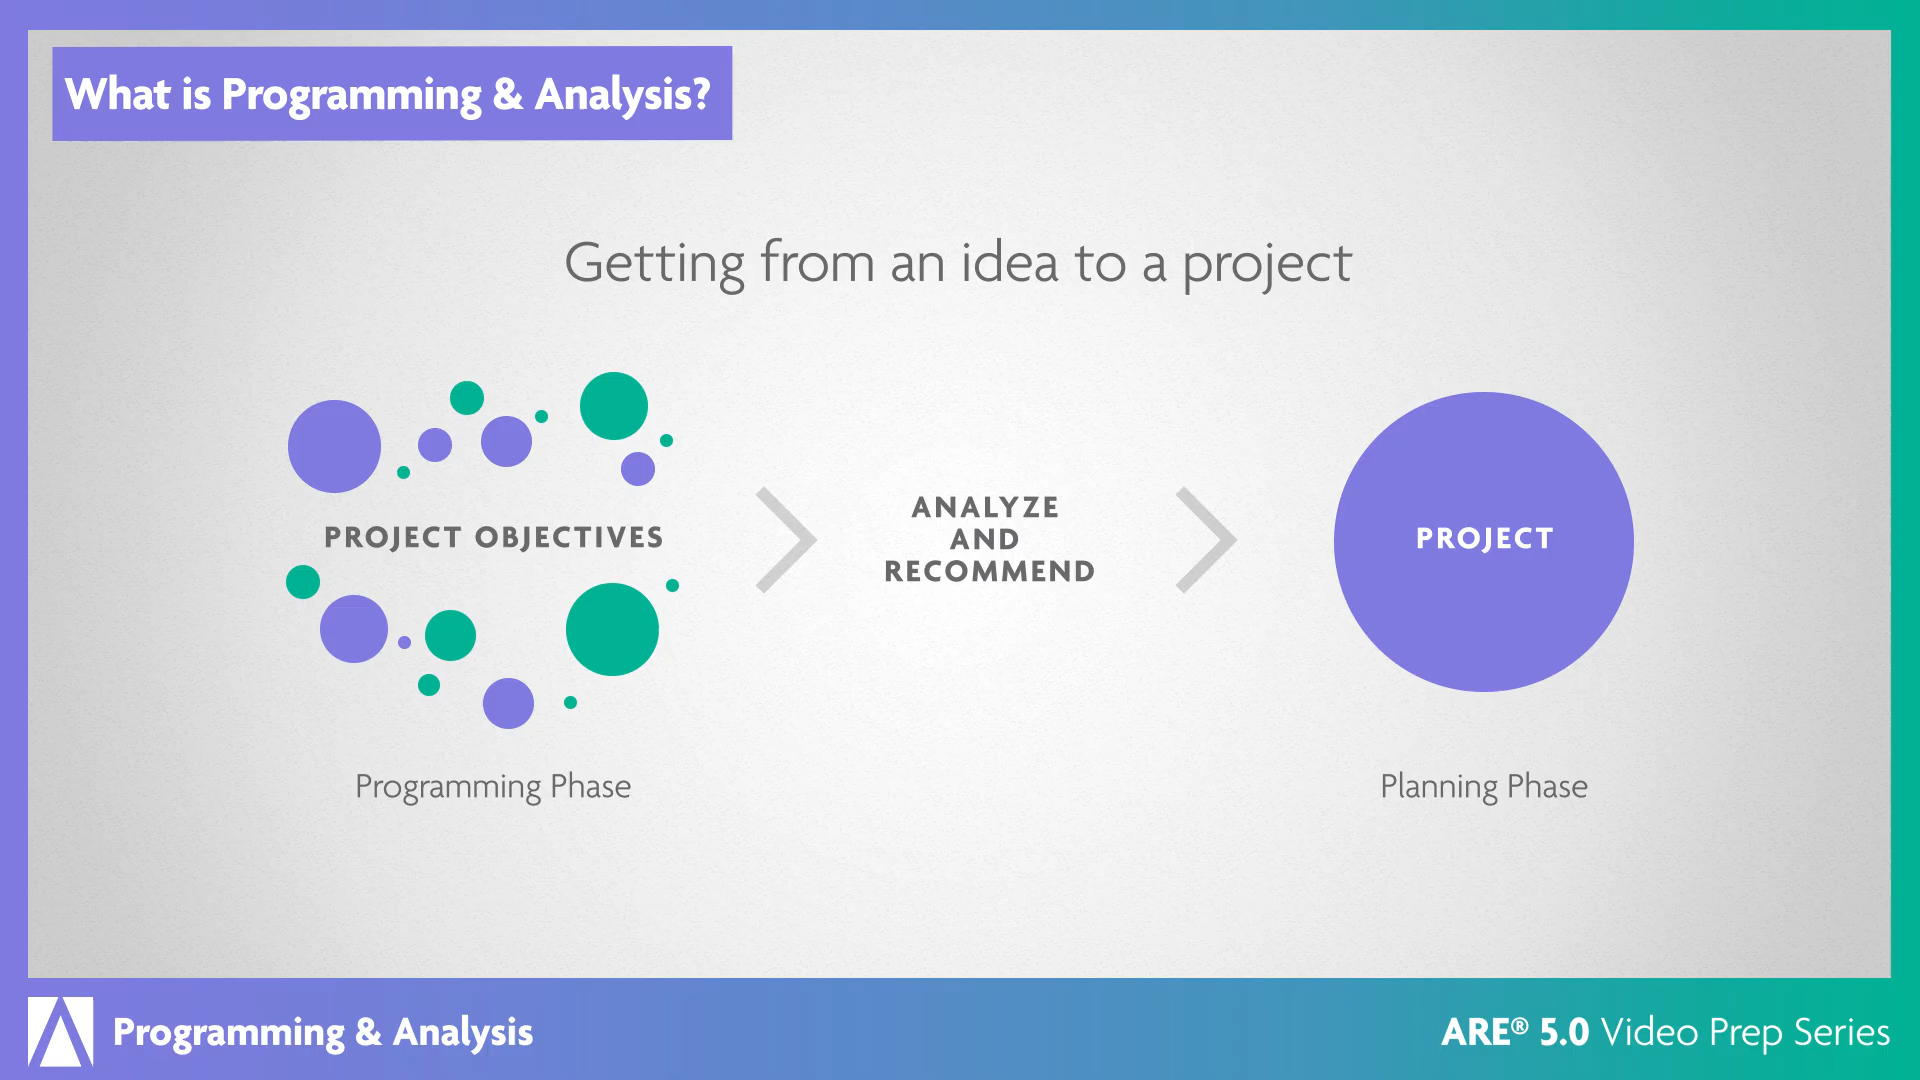 What is Programming & Analysis?
Getting from an idea to a project
PROJECT OBJECTIVES
ANALYZE
AND
RECOMMEND
PROJECT
Programming Phase
Planning Phase
Programming & Analysis
ARE® 5.0 Video Prep Series